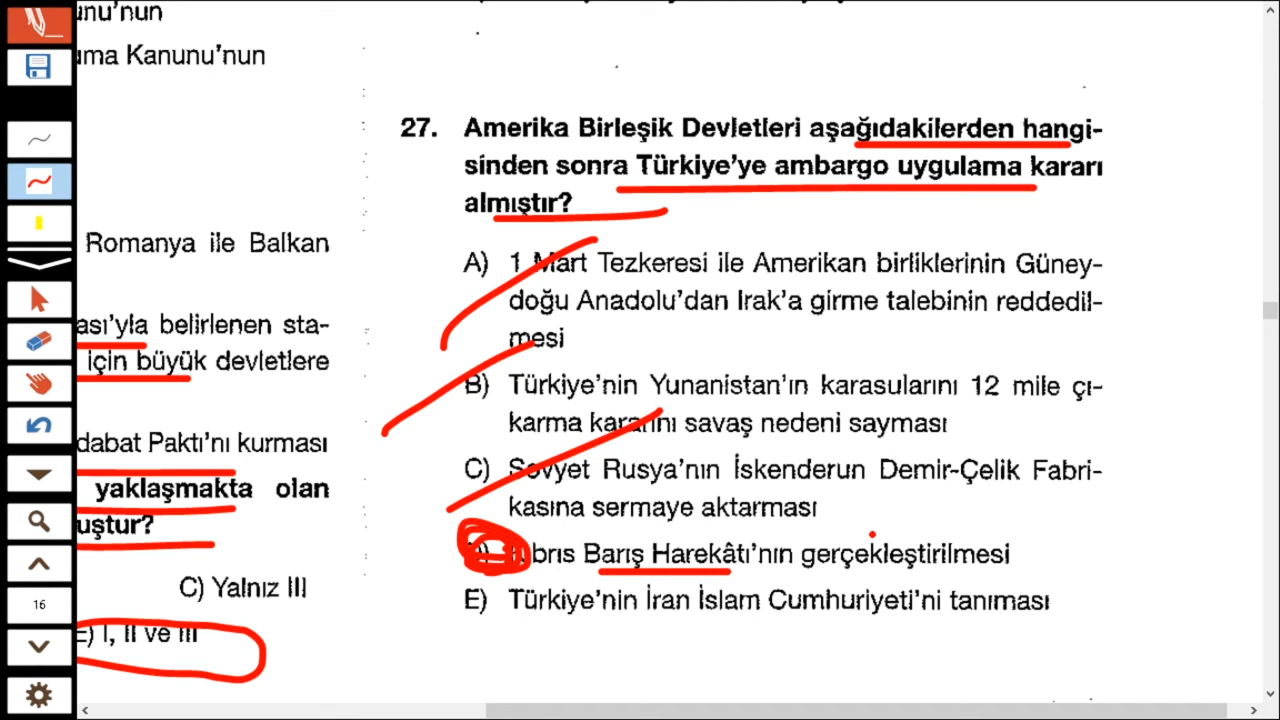 unu'nun
uma Kanunu'nun
Romanya ile Balkan
ası'yla belirlenen sta-
için büyük devletlere
dabat Paktı'nı kurması
yaklaşmakta olan
uştur?
C) Yalnız III
E) I, II ve III
27. Amerika Birleşik Devletleri aşağıdakilerden hangi-
sinden sonra Türkiye'ye ambargo uygulama kararı
almıştır?
A) 1 Mart Tezkeresi ile Amerikan birliklerinin Güney-
doğu Anadolu'dan Irak'a girme talebinin reddedil-
mesi
B) Türkiye'nin Yunanistan'ın karasularını 12 mile çı-
karma kararını savaş nedeni sayması
C) Sovyet Rusya'nın İskenderun Demir-Çelik Fabri-
kasına sermaye aktarması
brıs Barış Harekâtı'nın gerçekleştirilmesi
E) Türkiye'nin İran İslam Cumhuriyeti'ni tanıması
16